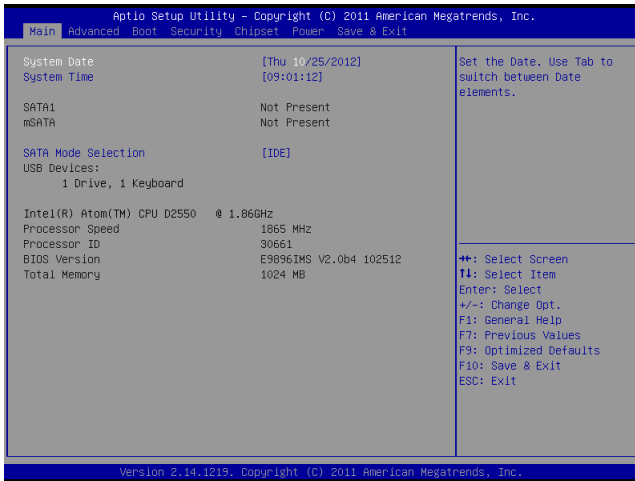 Aptio Setup Utility – Copyright (C) 2011 American Megatrends, Inc.
Main Advanced Boot Security Chipset Power Save & Exit
System Date [Thu 10/25/2012]
System Time [09:01:12]
SATA1 Not Present
mSATA Not Present
SATA Mode Selection [IDE]
USB Devices:
1 Drive, 1 Keyboard
Intel(R) Atom(TM) CPU D2550 @ 1.86GHz
Processor Speed 1865 MHz
Processor ID 30661
BIOS Version E9896IMS V2.0b4 102512
Total Memory 1024 MB
Set the Date. Use Tab to
switch between Date
elements.
→←: Select Screen
↑↓: Select Item
Enter: Select
+/-: Change Opt.
F1: General Help
F7: Previous Values
F9: Optimized Defaults
F10: Save & Exit
ESC: Exit
Version 2.14.1219. Copyright (C) 2011 American Megatrends, Inc.